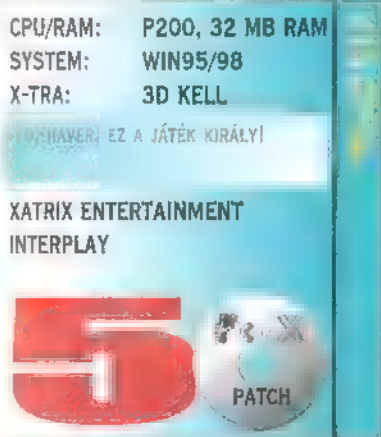 CPU/RAM: P200, 32 MB RAM
SYSTEM: WIN95/98
X-TRA: 3D KELL
HAVER, EZ A JÁTÉK KIRÁLY!
XATRIX ENTERTAINMENT
INTERPLAY
5
PATCH